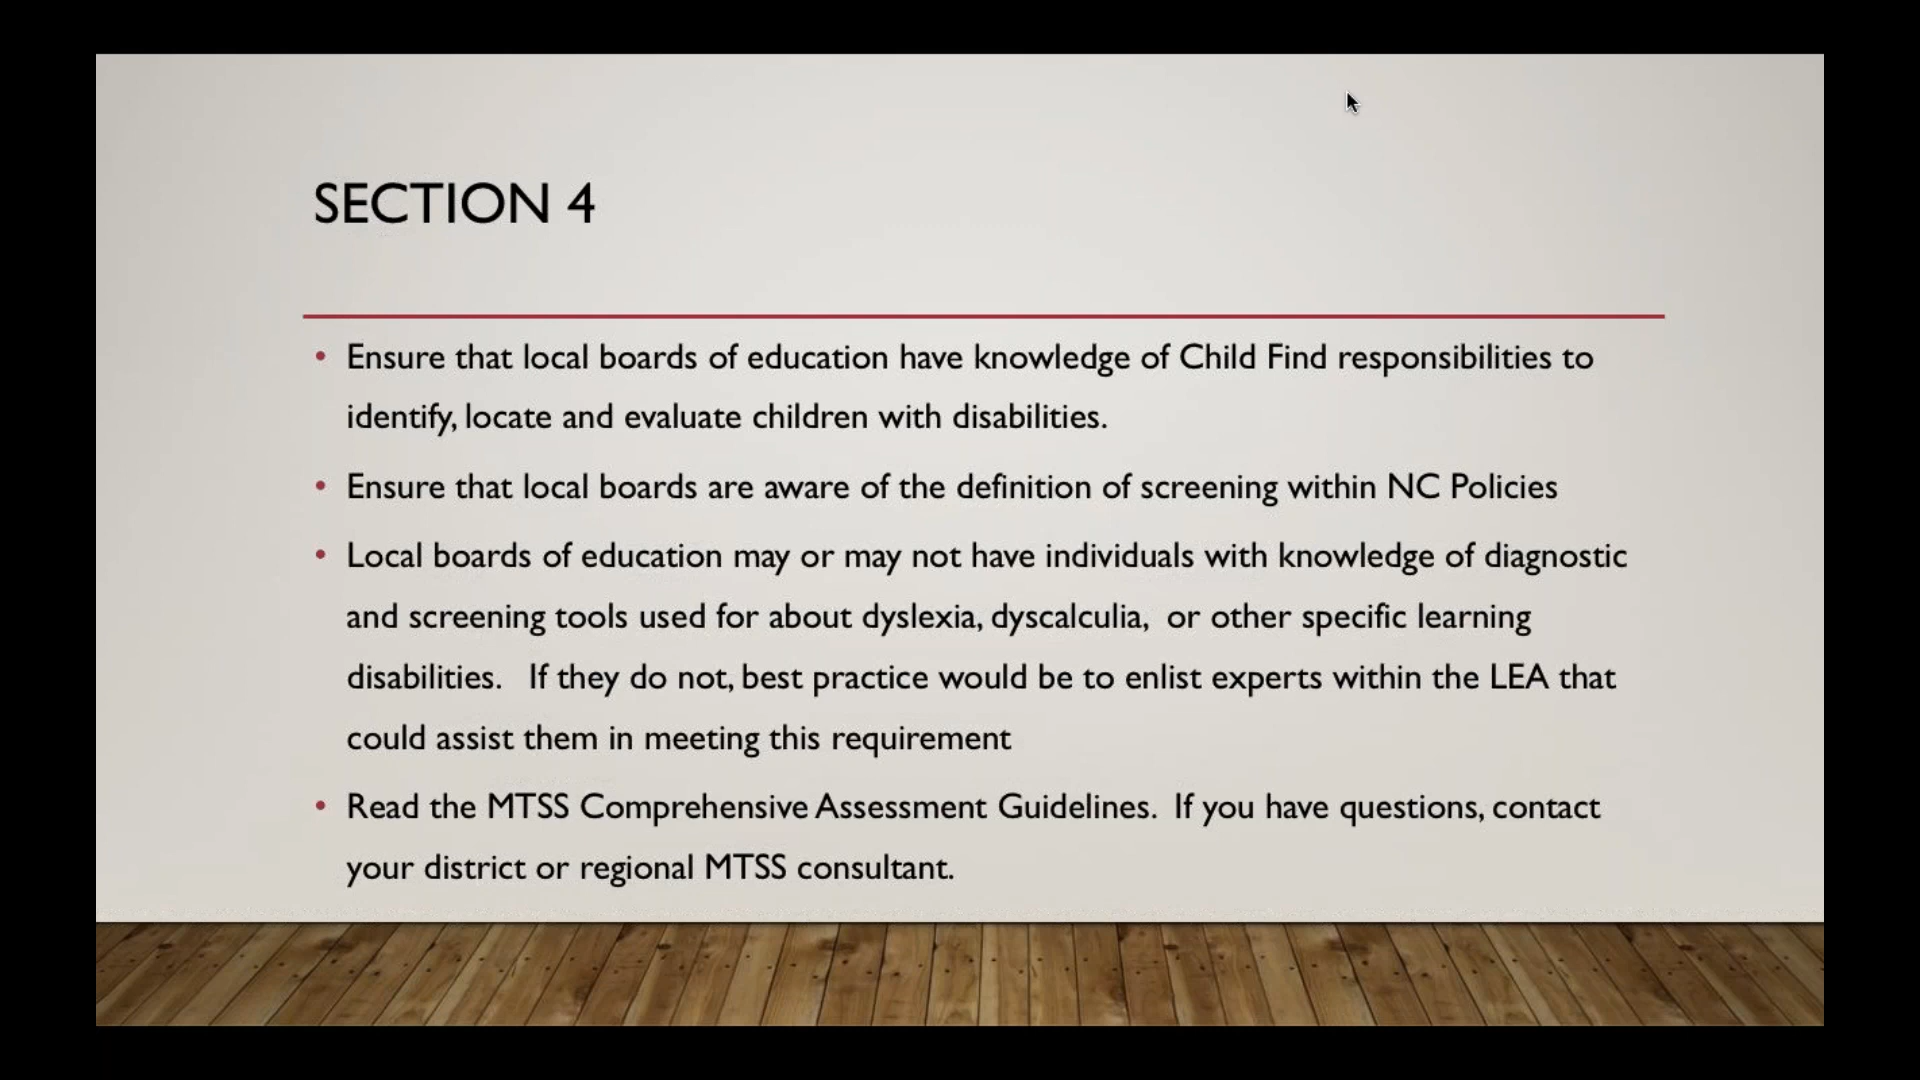 SECTION 4
• Ensure that local boards of education have knowledge of Child Find responsibilities to
identify, locate and evaluate children with disabilities.
• Ensure that local boards are aware of the definition of screening within NC Policies
• Local boards of education may or may not have individuals with knowledge of diagnostic
and screening tools used for about dyslexia, dyscalculia,  or other specific learning
disabilities.   If they do not, best practice would be to enlist experts within the LEA that
could assist them in meeting this requirement
• Read the MTSS Comprehensive Assessment Guidelines.  If you have questions, contact
your district or regional MTSS consultant.